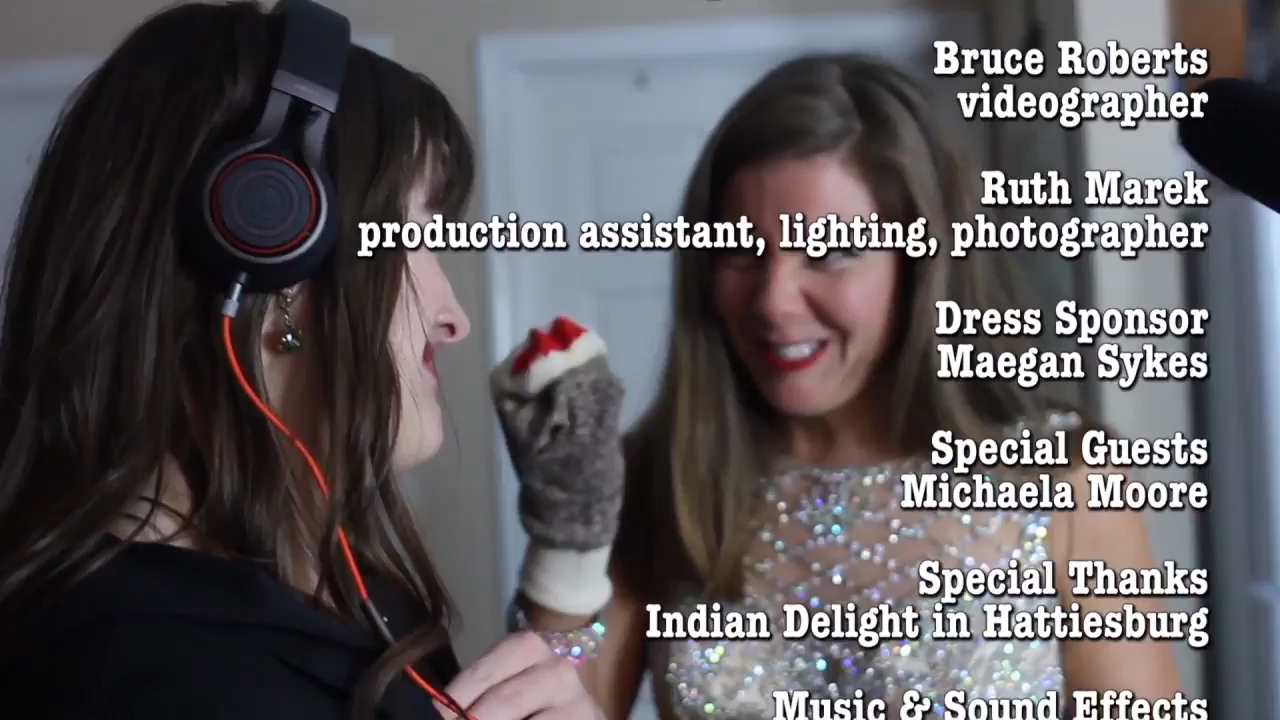 Bruce Roberts
videographer
Ruth Marek
production assistant, lighting, photographer
Dress Sponsor
Maegan Sykes
Special Guests
Michaela Moore
Special Thanks
Indian Delight in Hattiesburg
Music & Sound Effects